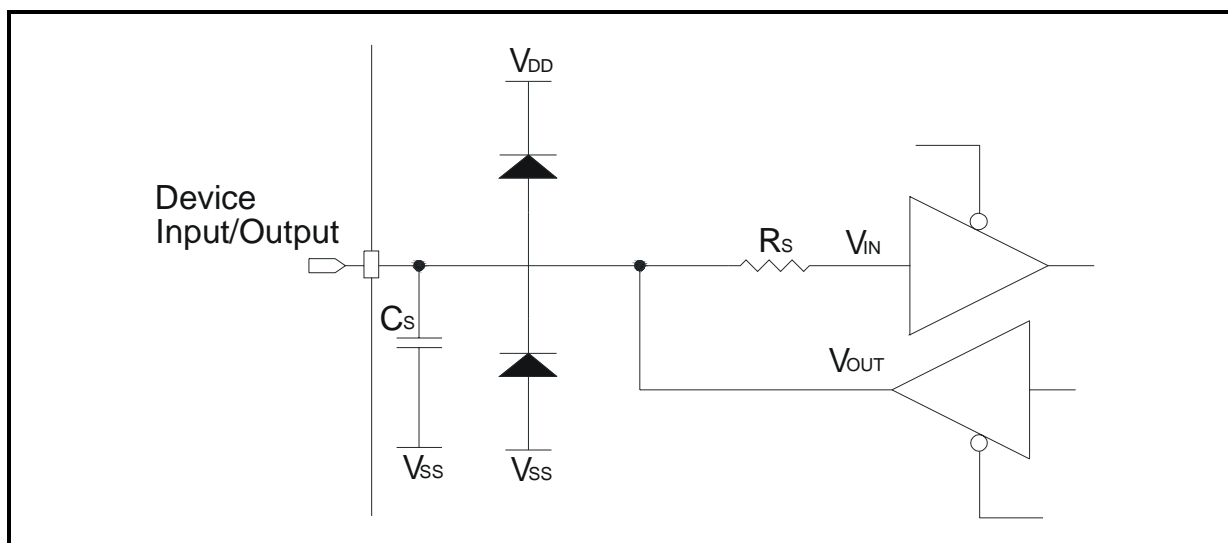 VDD
Device
Input/Output
RS
VIN
CS
VOUT
VSS
VSS